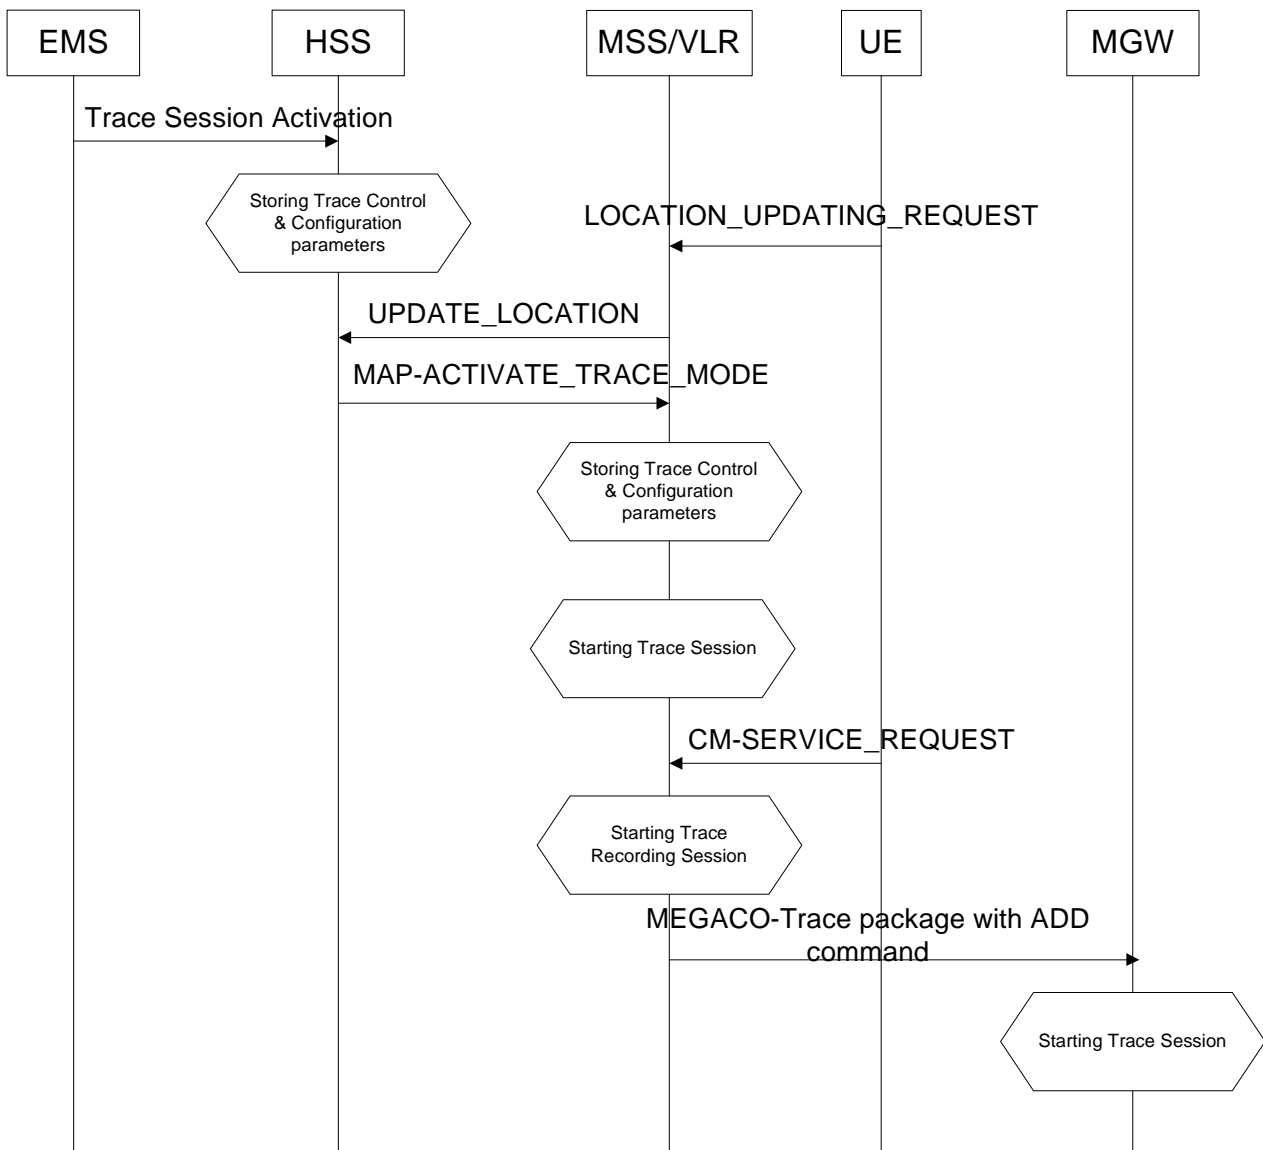 EMS
HSS
MSS/VLR
UE
MGW
Trace Session Activation
Storing Trace Control
& Configuration
parameters
LOCATION_UPDATING_REQUEST
UPDATE_LOCATION
MAP-ACTIVATE_TRACE_MODE
Storing Trace Control
& Configuration
parameters
Starting Trace Session
CM-SERVICE_REQUEST
Starting Trace
Recording Session
MEGACO-Trace package with ADD
command
Starting Trace Session